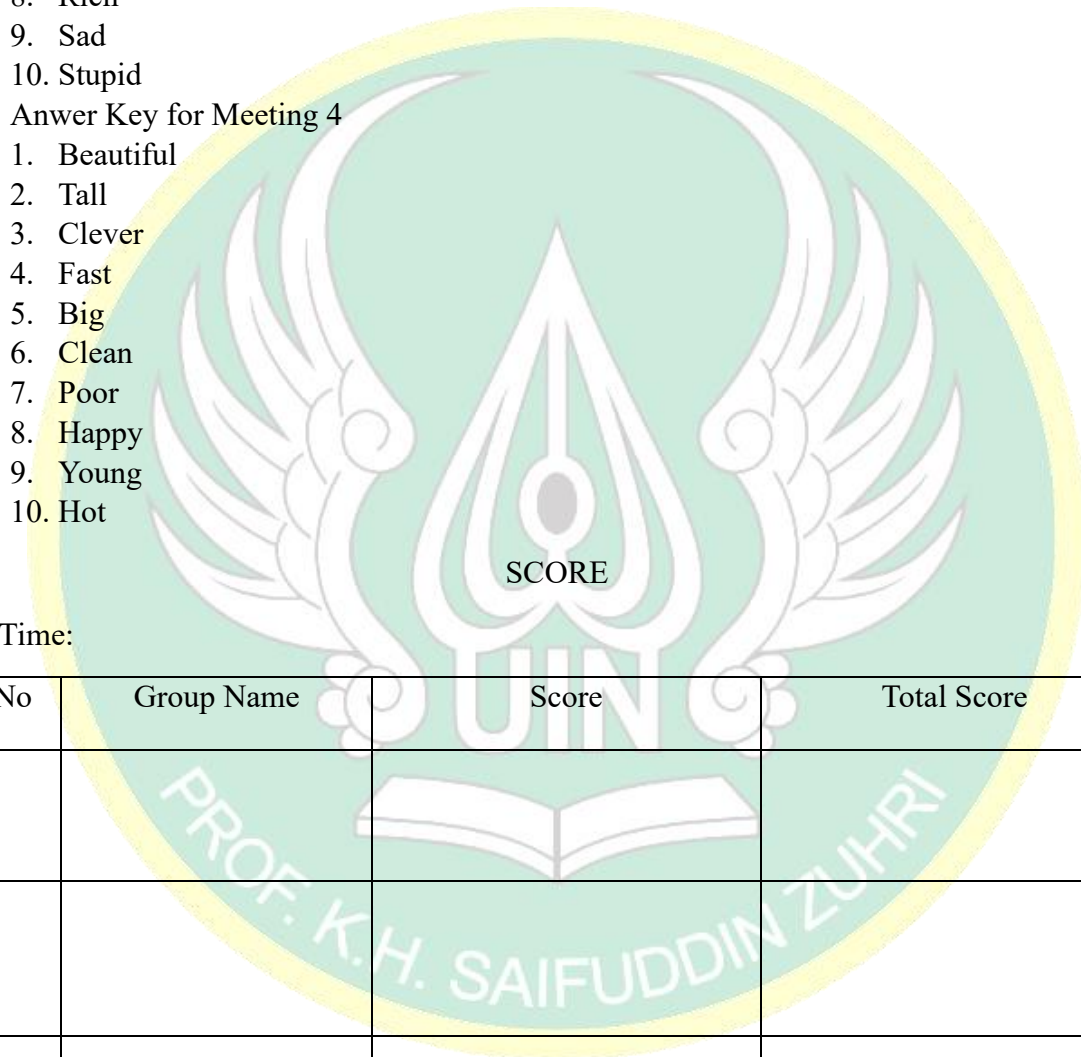 8. Rich
9. Sad
10. Stupid
Anwer Key for Meeting 4
1. Beautiful
2. Tall
3. Clever
4. Fast
5. Big
6. Clean
7. Poor
8. Happy
9. Young
10. Hot
SCORE
Time:
No Group Name Score Total Score
UIN
PROF. K.H. SAIFUDDIN ZUHRI